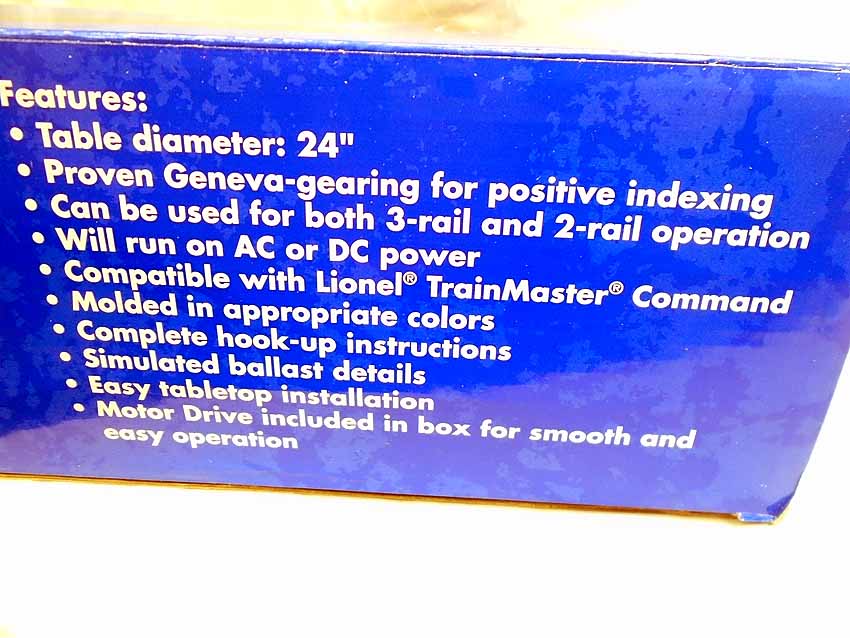 Features:
• Table diameter: 24"
• Proven Geneva-gearing for positive indexing
• Can be used for both 3-rail and 2-rail operation
• Will run on AC or DC power
• Compatible with Lionel® TrainMaster® Command
• Molded in appropriate colors
• Complete hook-up instructions
• Simulated ballast details
• Easy tabletop installation
• Motor Drive included in box for smooth and
easy operation